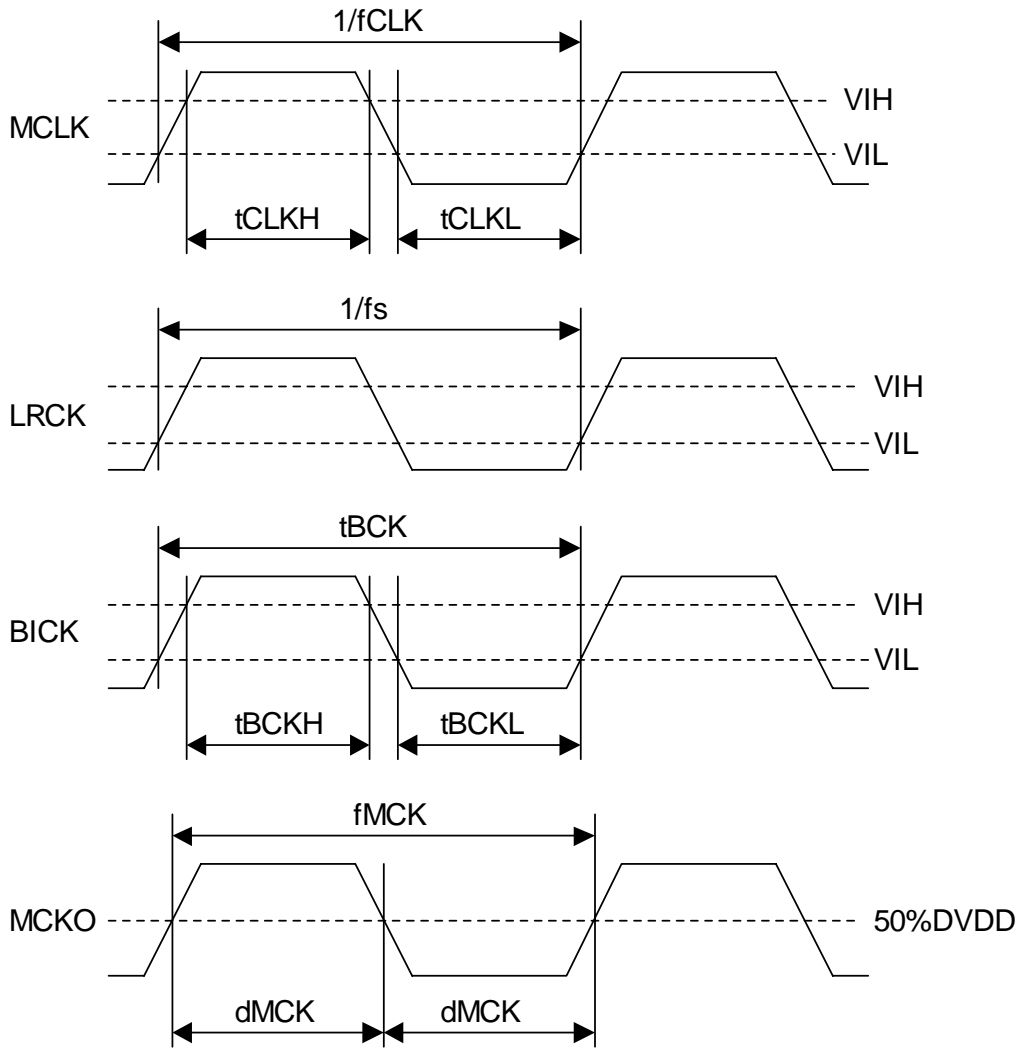 1/fCLK
MCLK
VIH
VIL
tCLKH
tCLKL
1/fs
LRCK
VIH
VIL
tBCK
BICK
VIH
VIL
tBCKH
tBCKL
fMCK
MCKO
50%DVDD
dMCK
dMCK